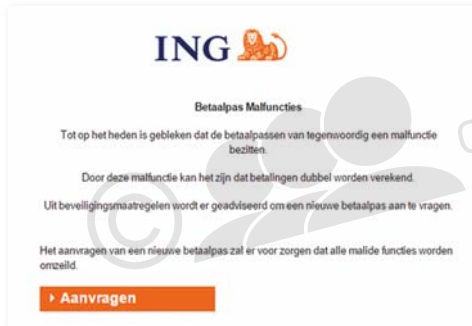 ING
Betaalpas Malfuncties
Tot op het heden is gebleken dat de betaalpassen van tegenwoordig een malfunctie
bezitten.
Door deze malfunctie kan het zijn dat betalingen dubbel worden verekend.
Uit beveiligingsmaatregelen wordt er geadviseerd om een nieuwe betaalpas aan te vragen.
Het aanvragen van een nieuwe betaalpas zal er voor zorgen dat alle malide functies worden
omzeild.
Aanvragen